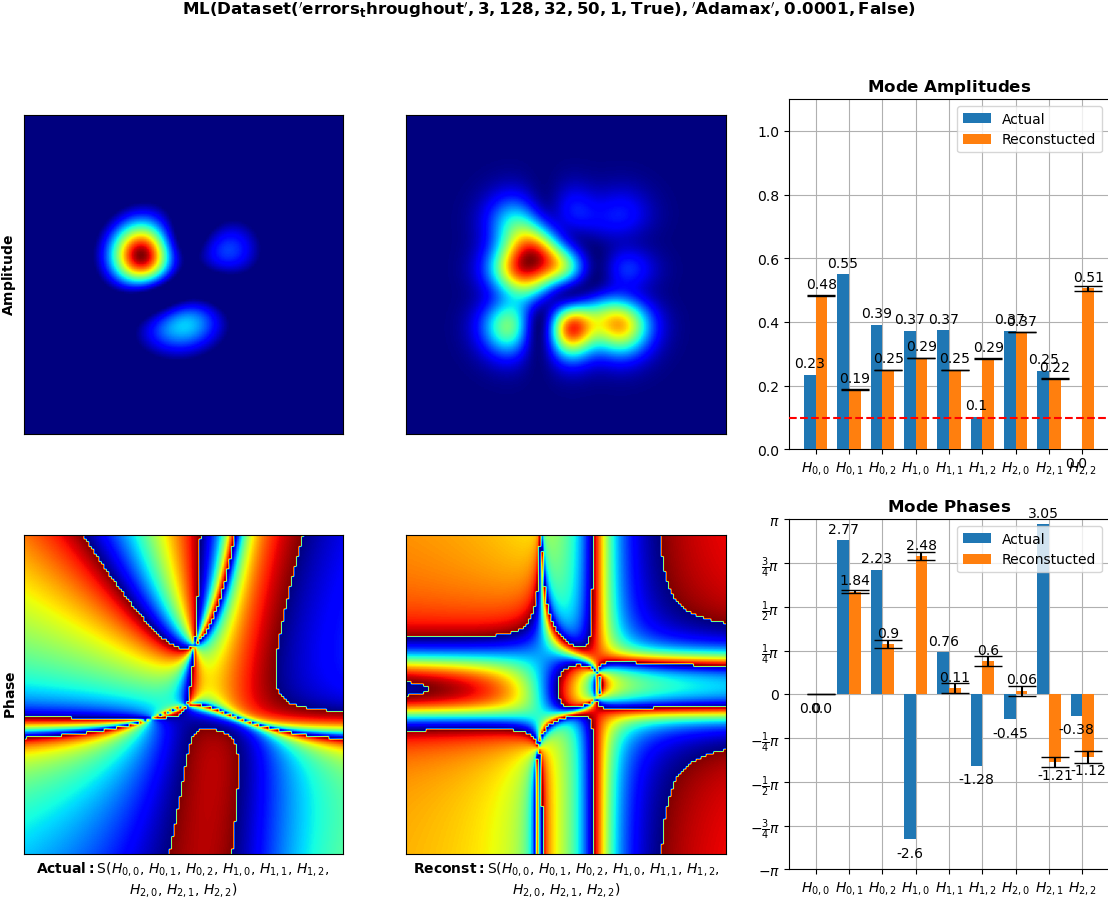 ML(Dataset('errors_throughout', 3, 128, 32, 50, 1, True), 'Adamax', 0.0001, False)
Amplitude
Mode Amplitudes
Actual
Reconstucted
1.0
0.8
0.6
0.4
0.2
0.0
0.23
0.48
0.55
0.19
0.39
0.25
0.37
0.29
0.37
0.25
0.1
0.29
0.37
0.37
0.25
0.22
0.0
0.51
H0,0 H0,1 H0,2 H1,0 H1,1 H1,2 H2,0 H2,1 H2,2
Phase
Actual: S(H0,0, H0,1, H0,2, H1,0, H1,1, H1,2,
H2,0, H2,1, H2,2)
Reconst: S(H0,0, H0,1, H0,2, H1,0, H1,1, H1,2,
H2,0, H2,1, H2,2)
Mode Phases
Actual
Reconstucted
π
3/4π
1/2π
1/4π
0
−1/4π
−1/2π
−3/4π
−π
0.0
0.0
2.77
1.84
2.23
0.9
-2.6
2.48
0.76
0.11
-1.28
0.6
-0.45
0.06
3.05
-1.21
-0.38
-1.12
H0,0 H0,1 H0,2 H1,0 H1,1 H1,2 H2,0 H2,1 H2,2